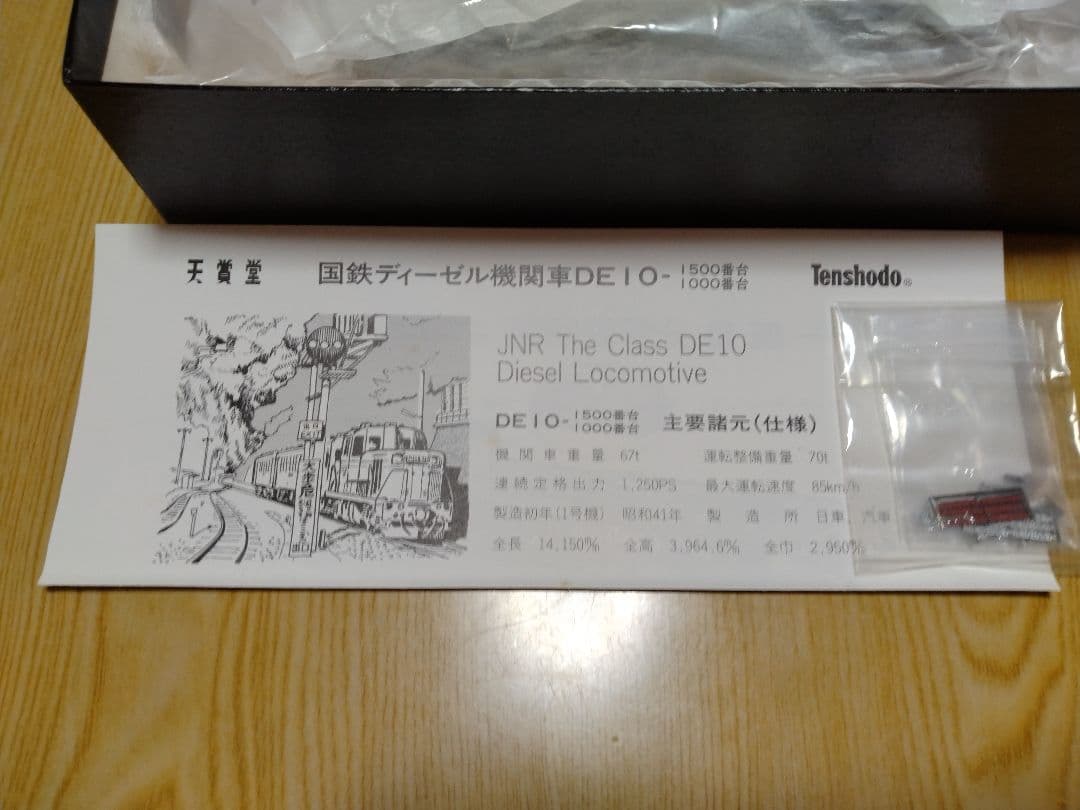 天賞堂 国鉄ディーゼル機関車DE10-1500番台 1000番台 Tenshodo®
JNR The Class DE10
Diesel Locomotive
DE10-1500番台 1000番台 主要諸元(仕様)
機関車重量 67t 運転整備重量 70t
連続定格出力 1,250PS 最大運転速度 85km/h
製造初年(1号機) 昭和41年 製造所 日車、汽車
全長 14,150㎜ 全高 3,964.6㎜ 全巾 2,950㎜